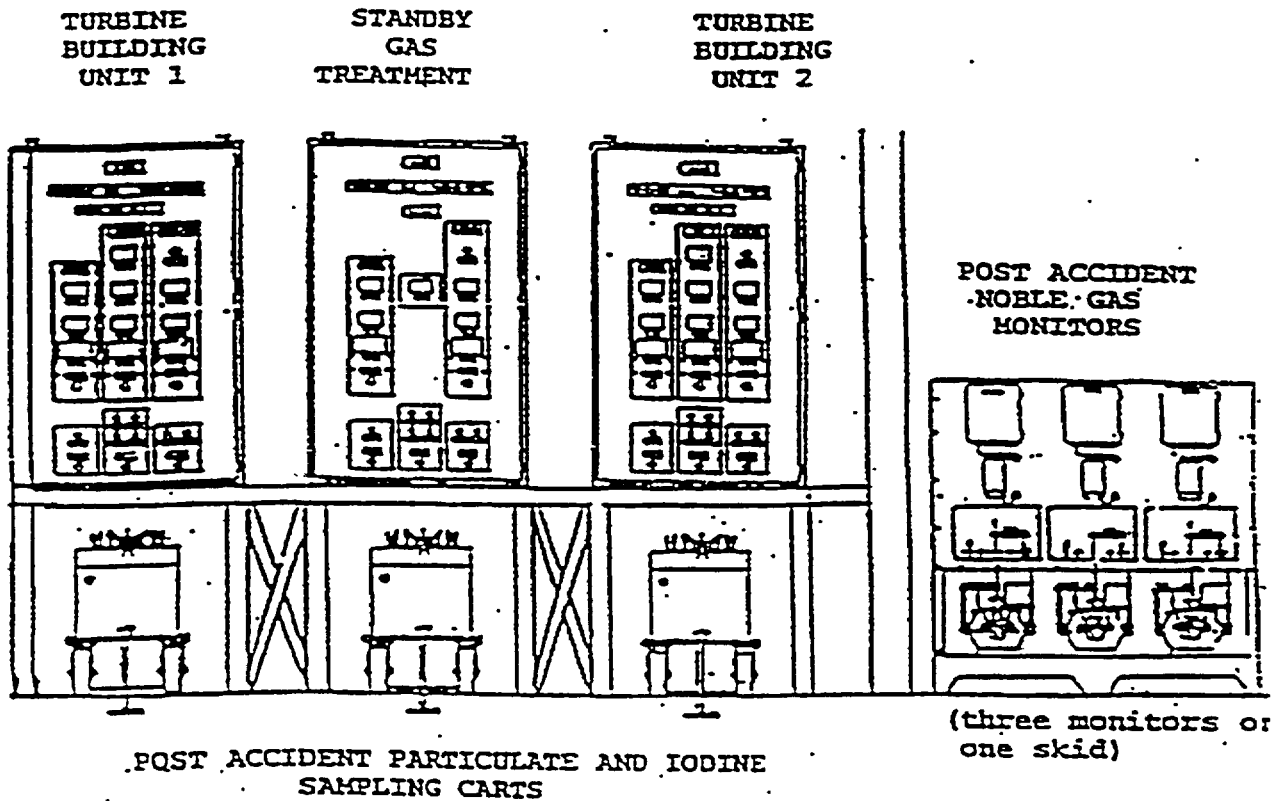 TURBINE
BUILDING
UNIT 1
STANDBY
GAS
TREATMENT
TURBINE
BUILDING
UNIT 2
POST ACCIDENT
NOBLE GAS
MONITORS
(three monitors or
one skid)
POST ACCIDENT PARTICULATE AND IODINE
SAMPLING CARTS